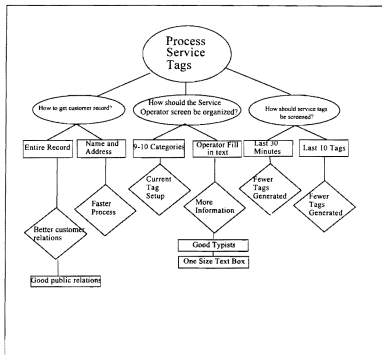 Process
Service
Tags
How to get customer record?
How should the Service
Operator screen be organized?
How should service tags
be screened?
Entire Record
Name and
Address
9-10 Categories
Operator Fill
in text
Last 30
Minutes
Last 10 Tags
Better customer
relations
Faster
Process
Current
Tag
Setup
More
Information
Fewer
Tags
Generated
Fewer
Tags
Generated
Good public relations
Good Typists
One Size Text Box